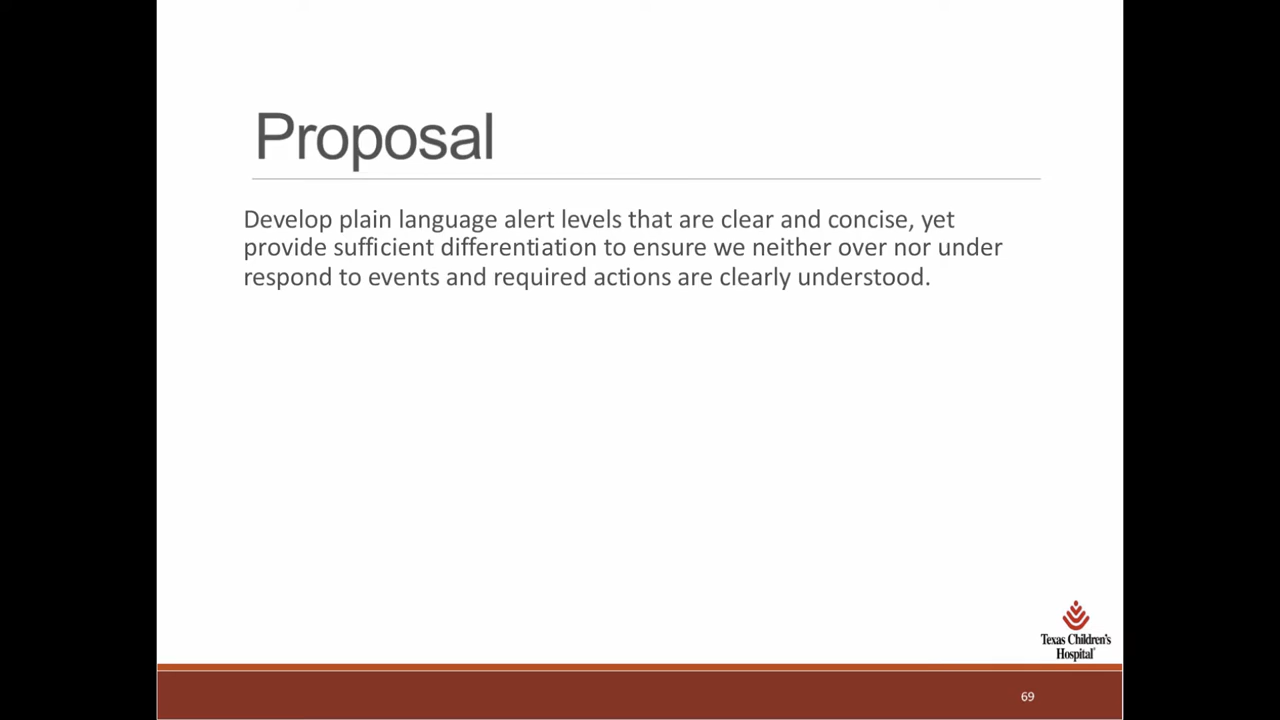 Proposal
Develop plain language alert levels that are clear and concise, yet
provide sufficient differentiation to ensure we neither over nor under
respond to events and required actions are clearly understood.
Texas Children's
Hospital
69